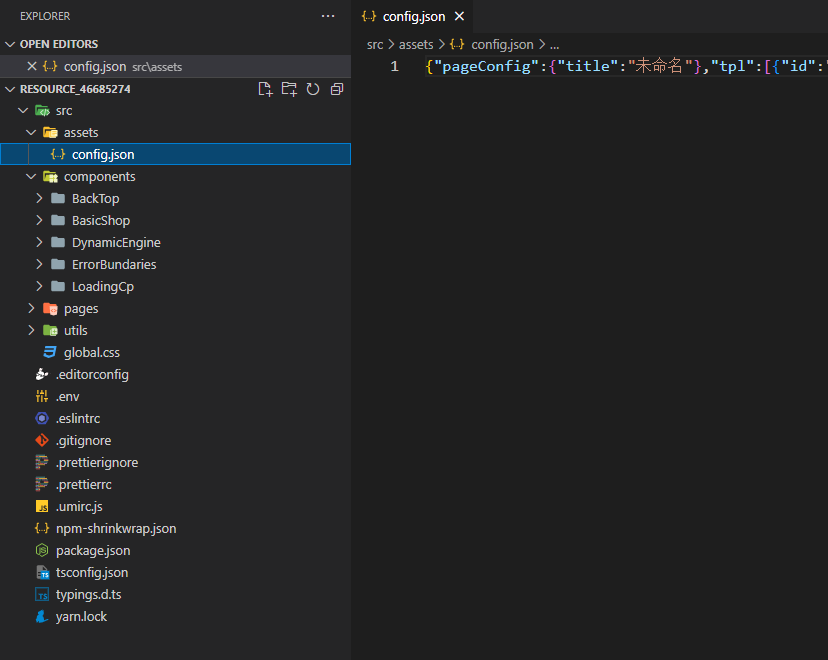 EXPLORER
OPEN EDITORS
config.json src\assets
RESOURCE_46685274
src
assets
config.json
components
BackTop
BasicShop
DynamicEngine
ErrorBundaries
LoadingCp
pages
utils
global.css
.editorconfig
.env
.eslintrc
.gitignore
.prettierignore
.prettierrc
.umirc.js
npm-shrinkwrap.json
package.json
tsconfig.json
typings.d.ts
yarn.lock
config.json
src > assets > config.json > ...
1 {"pageConfig":{"title":"未命名"},"tpl":[{"id":"